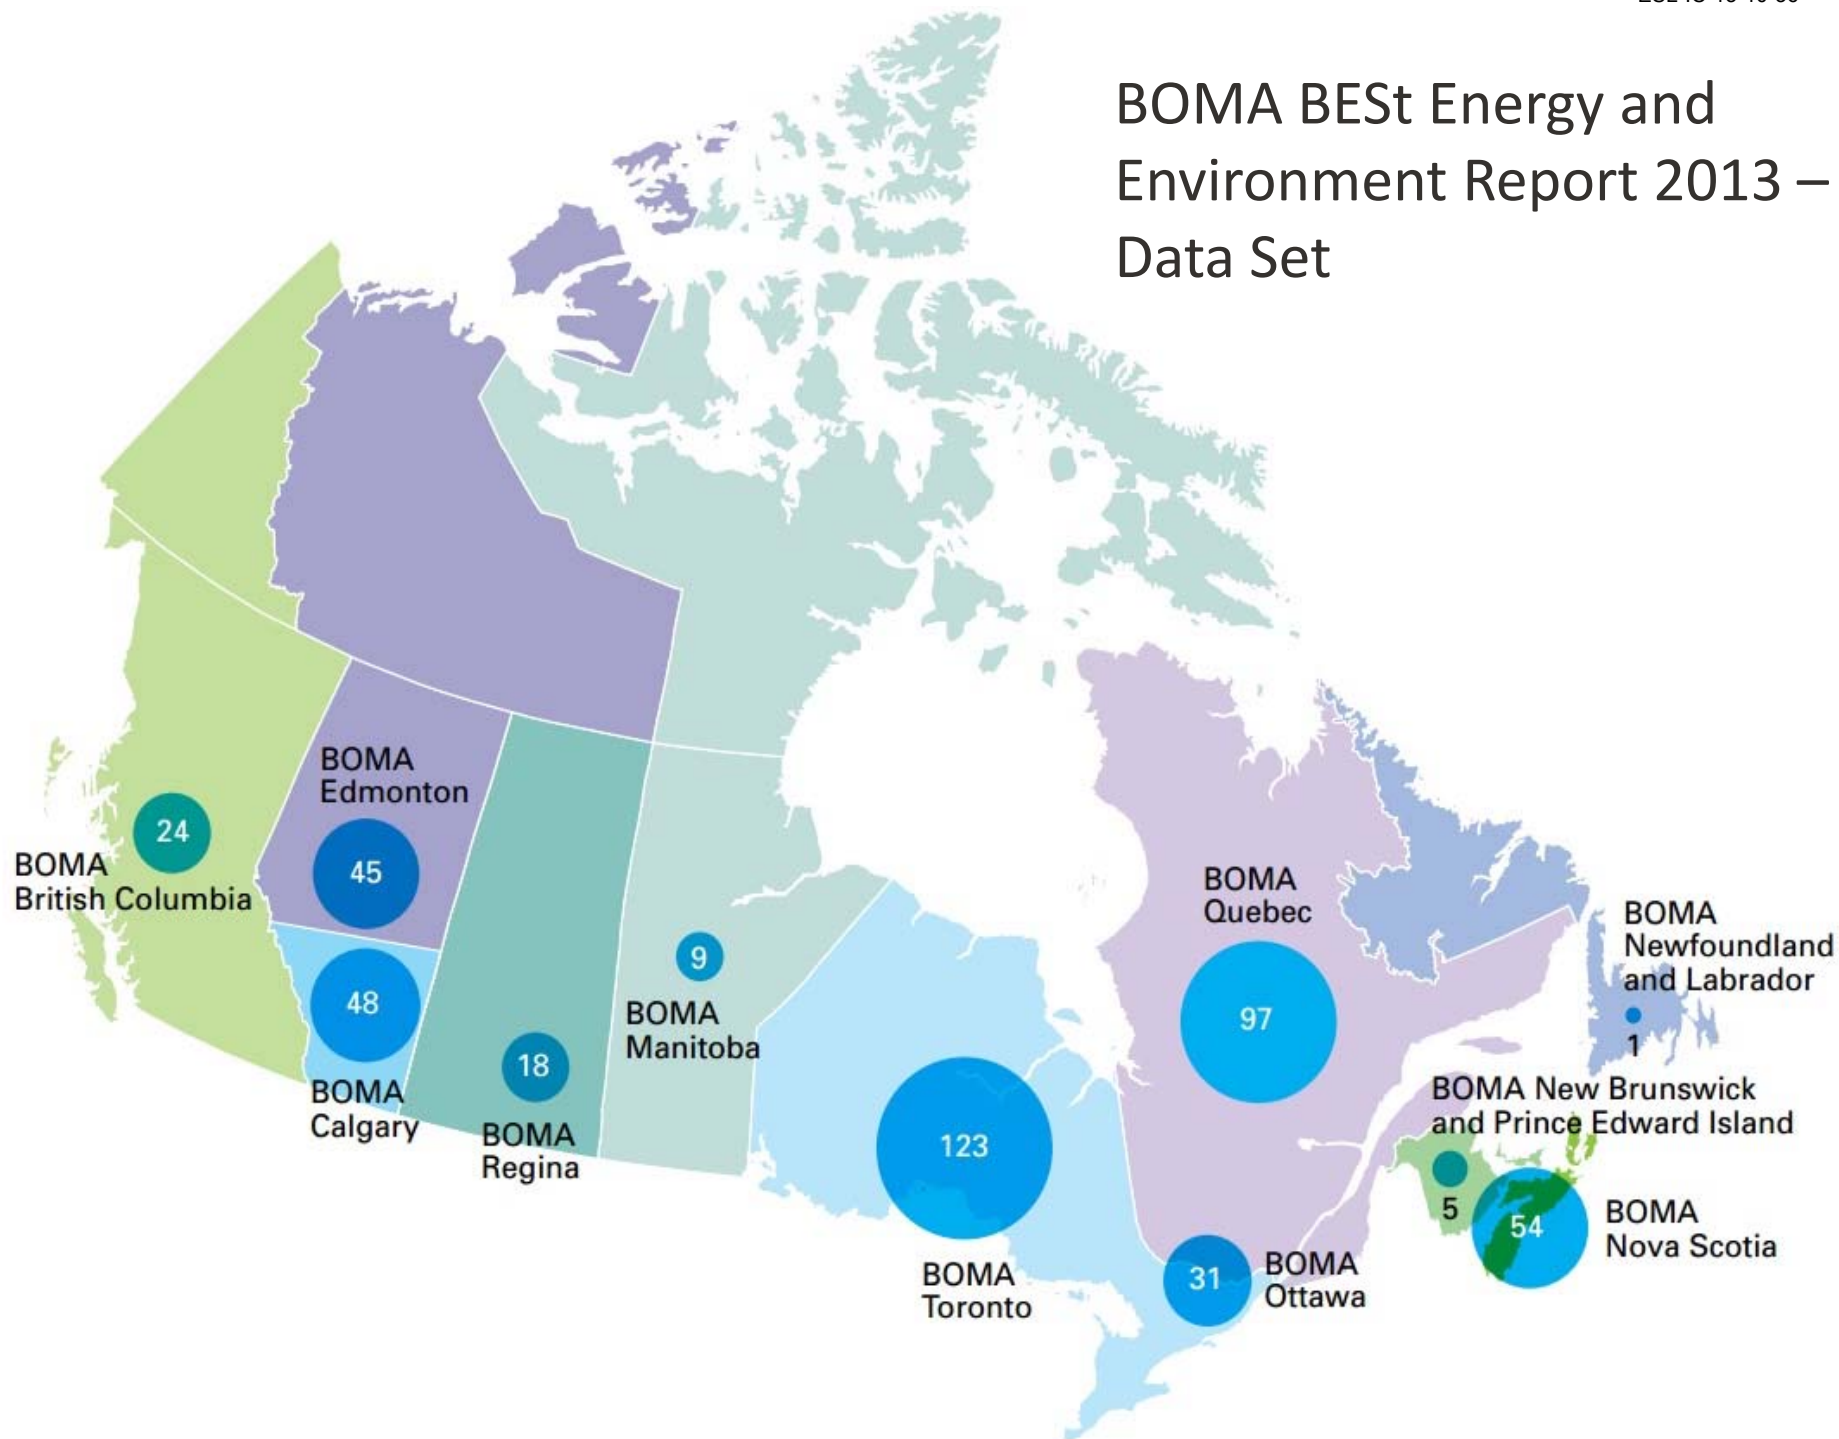 BOMA BESt Energy and
Environment Report 2013 –
Data Set
BOMA
Edmonton
45
24
BOMA
British Columbia
48
BOMA
Calgary
18
BOMA
Regina
9
BOMA
Manitoba
123
BOMA
Toronto
BOMA
Quebec
97
31
BOMA
Ottawa
BOMA
Newfoundland
and Labrador
1
BOMA New Brunswick
and Prince Edward Island
5
54
BOMA
Nova Scotia